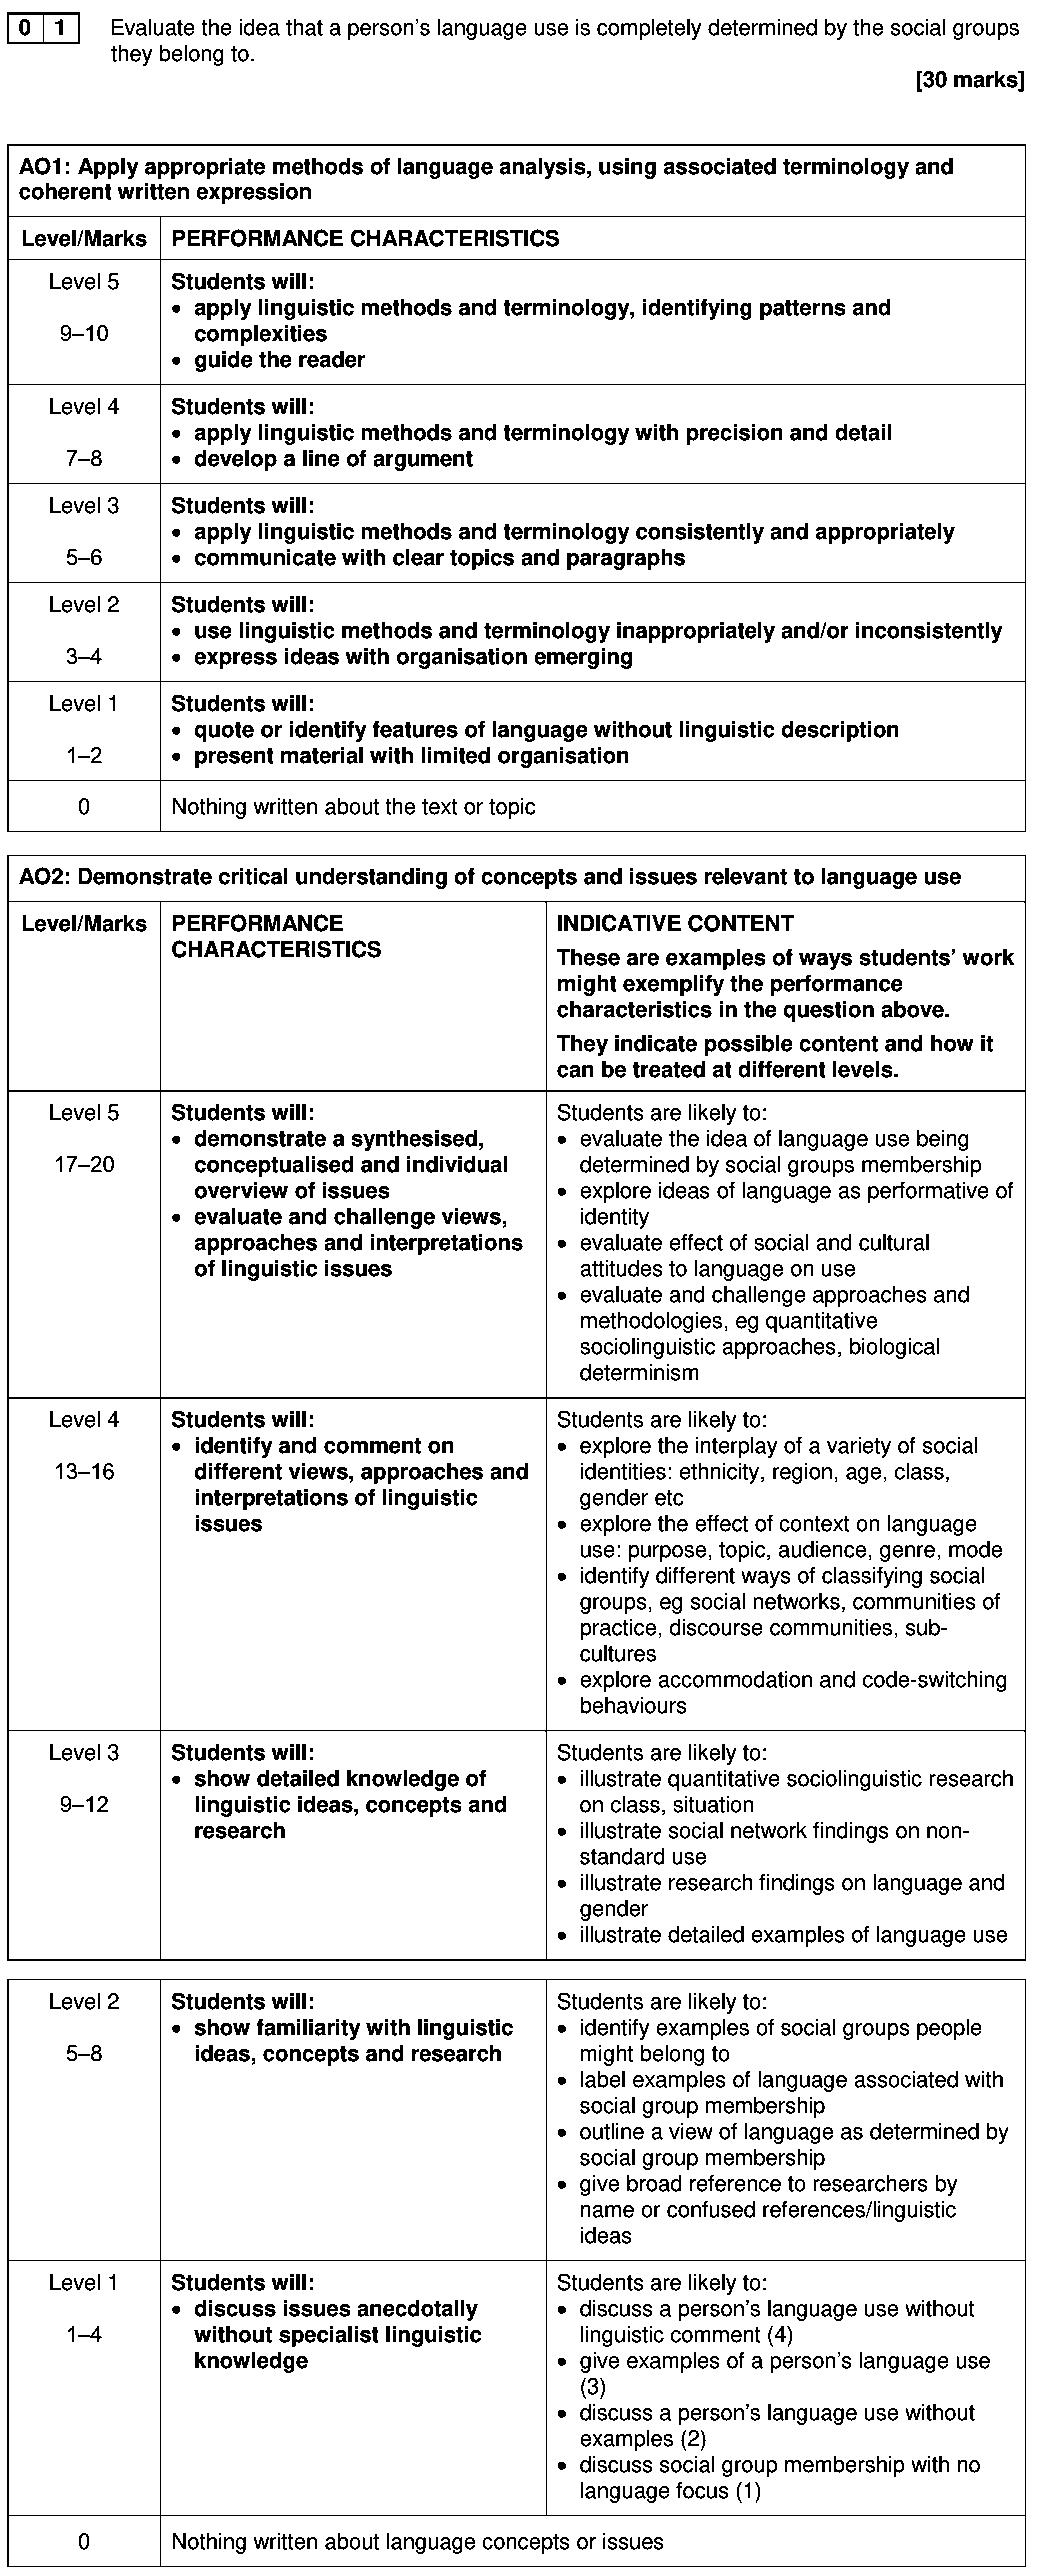 0 1 Evaluate the idea that a person's language use is completely determined by the social groups
they belong to.
[30 marks]
AO1: Apply appropriate methods of language analysis, using associated terminology and
coherent written expression
Level/Marks PERFORMANCE CHARACTERISTICS
Level 5
9–10
Students will:
• apply linguistic methods and terminology, identifying patterns and
complexities
• guide the reader
Level 4
7–8
Students will:
• apply linguistic methods and terminology with precision and detail
• develop a line of argument
Level 3
5–6
Students will:
• apply linguistic methods and terminology consistently and appropriately
• communicate with clear topics and paragraphs
Level 2
3–4
Students will:
• use linguistic methods and terminology inappropriately and/or inconsistently
• express ideas with organisation emerging
Level 1
1–2
Students will:
• quote or identify features of language without linguistic description
• present material with limited organisation
0 Nothing written about the text or topic
AO2: Demonstrate critical understanding of concepts and issues relevant to language use
Level/Marks
PERFORMANCE
CHARACTERISTICS
INDICATIVE CONTENT
These are examples of ways students' work
might exemplify the performance
characteristics in the question above.
They indicate possible content and how it
can be treated at different levels.
Level 5
17–20
Students will:
• demonstrate a synthesised,
conceptualised and individual
overview of issues
• evaluate and challenge views,
approaches and interpretations
of linguistic issues
Students are likely to:
• evaluate the idea of language use being
determined by social groups membership
• explore ideas of language as performative of
identity
• evaluate effect of social and cultural
attitudes to language on use
• evaluate and challenge approaches and
methodologies, eg quantitative
sociolinguistic approaches, biological
determinism
Level 4
13–16
Students will:
• identify and comment on
different views, approaches and
interpretations of linguistic
issues
Students are likely to:
• explore the interplay of a variety of social
identities: ethnicity, region, age, class,
gender etc
• explore the effect of context on language
use: purpose, topic, audience, genre, mode
• identify different ways of classifying social
groups, eg social networks, communities of
practice, discourse communities, sub-
cultures
• explore accommodation and code-switching
behaviours
Level 3
9–12
Students will:
• show detailed knowledge of
linguistic ideas, concepts and
research
Students are likely to:
• illustrate quantitative sociolinguistic research
on class, situation
• illustrate social network findings on non-
standard use
• illustrate research findings on language and
gender
• illustrate detailed examples of language use
Level 2
5–8
Students will:
• show familiarity with linguistic
ideas, concepts and research
Students are likely to:
• identify examples of social groups people
might belong to
• label examples of language associated with
social group membership
• outline a view of language as determined by
social group membership
• give broad reference to researchers by
name or confused references/linguistic
ideas
Level 1
1–4
Students will:
• discuss issues anecdotally
without specialist linguistic
knowledge
Students are likely to:
• discuss a person's language use without
linguistic comment (4)
• give examples of a person's language use
(3)
• discuss a person's language use without
examples (2)
• discuss social group membership with no
language focus (1)
0 Nothing written about language concepts or issues